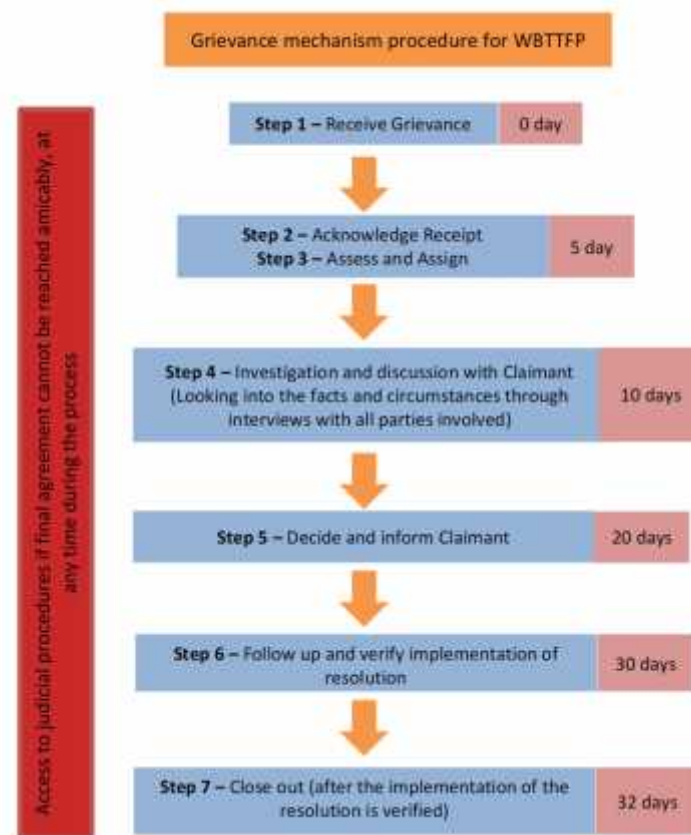 Grievance mechanism procedure for WBTTFP
Access to judicial procedures if final agreement cannot be reached amicably, at
any time during the process
Step 1 – Receive Grievance
0 day
Step 2 – Acknowledge Receipt
Step 3 – Assess and Assign
5 day
Step 4 – Investigation and discussion with Claimant
(Looking into the facts and circumstances through
interviews with all parties involved)
10 days
Step 5 – Decide and inform Claimant
20 days
Step 6 – Follow up and verify implementation of
resolution
30 days
Step 7 – Close out (after the implementation of the
resolution is verified)
32 days